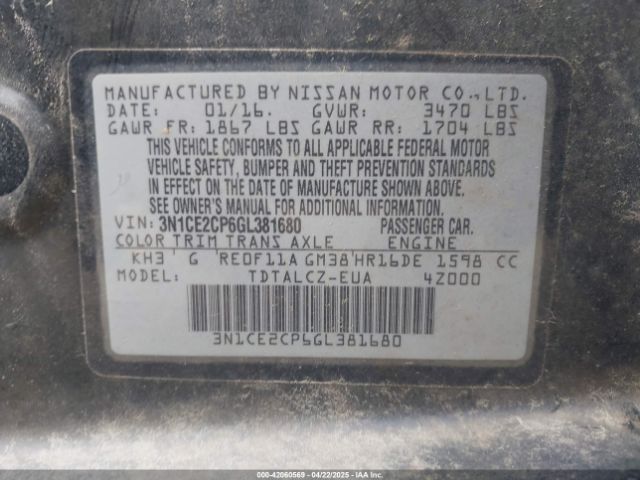 MANUFACTURED BY NISSAN MOTOR CO., LTD.
DATE: 01/16. GVWR: 3470 LBS
GAWR FR: 1867 LBS GAWR RR: 1704 LBS
THIS VEHICLE CONFORMS TO ALL APPLICABLE FEDERAL MOTOR
VEHICLE SAFETY, BUMPER AND THEFT PREVENTION STANDARDS
IN EFFECT ON THE DATE OF MANUFACTURE SHOWN ABOVE.
SEE OWNER'S MANUAL FOR ADDITIONAL INFORMATION.
VIN: 3N1CE2CP6GL381680 PASSENGER CAR.
COLOR TRIM TRANS AXLE ENGINE
KH3 G RE0F11A GM38 HR16DE 1598 CC
MODEL: TDTALCZ-EUA 4Z000
3N1CE2CP6GL381680
000-42060569 - 04/22/2025 - IAAI.COM